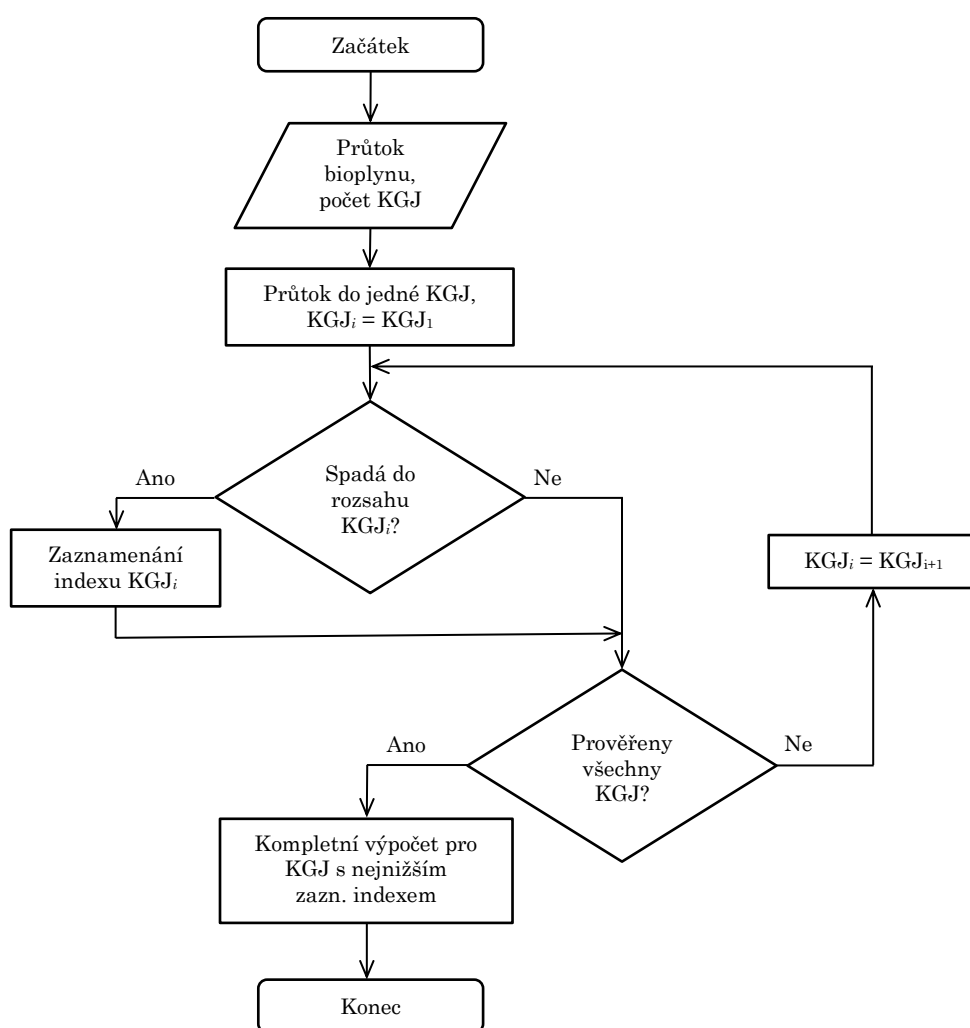 Začátek
Průtok
bioplynu,
počet KGJ
Průtok do jedné KGJ,
KGJᵢ = KGJ₁
Ano
Spadá do
rozsahu
KGJᵢ?
Ne
Zaznamenání
indexu KGJᵢ
KGJᵢ = KGJᵢ₊₁
Ano
Prověřeny
všechny
KGJ?
Ne
Kompletní výpočet pro
KGJ s nejnižším
zazn. indexem
Konec